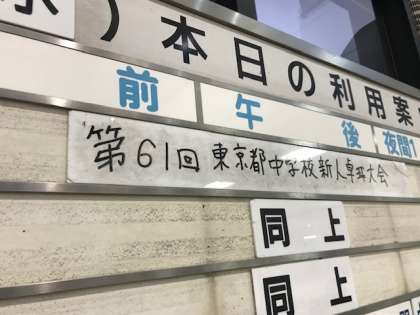 )本日の利用案
前 午 後 夜間1
第61回 東京都中学校新人卓球大会
同上
同上